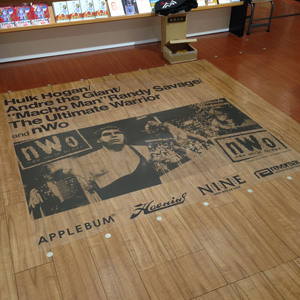 Hulk Hogan/
Andre the Giant/
"Macho Man" Randy Savage/
The Ultimate Warrior
and nWo
nWo
nWo
APPLEBUM
NINE